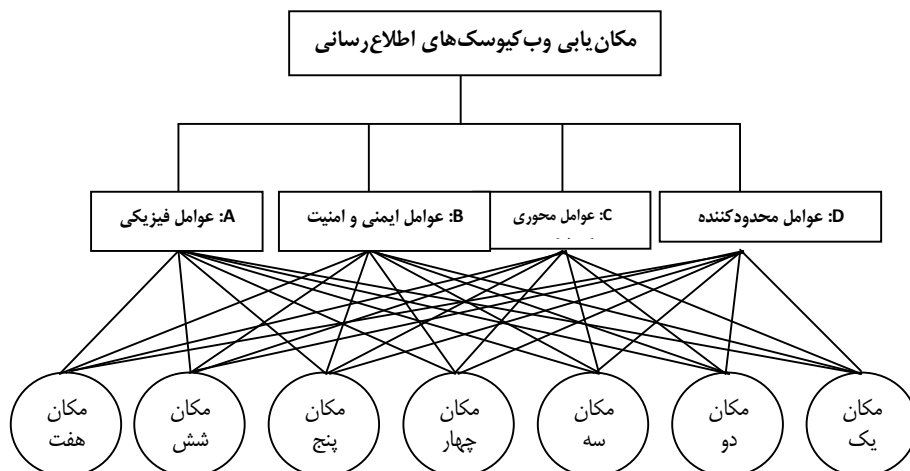 مکان‌یابی وب‌کیوسک‌های اطلاع‌رسانی
D: عوامل محدودکننده
C: عوامل محوری
B: عوامل ایمنی و امنیت
A: عوامل فیزیکی
مکان
یک
مکان
دو
مکان
سه
مکان
چهار
مکان
پنج
مکان
شش
مکان
هفت